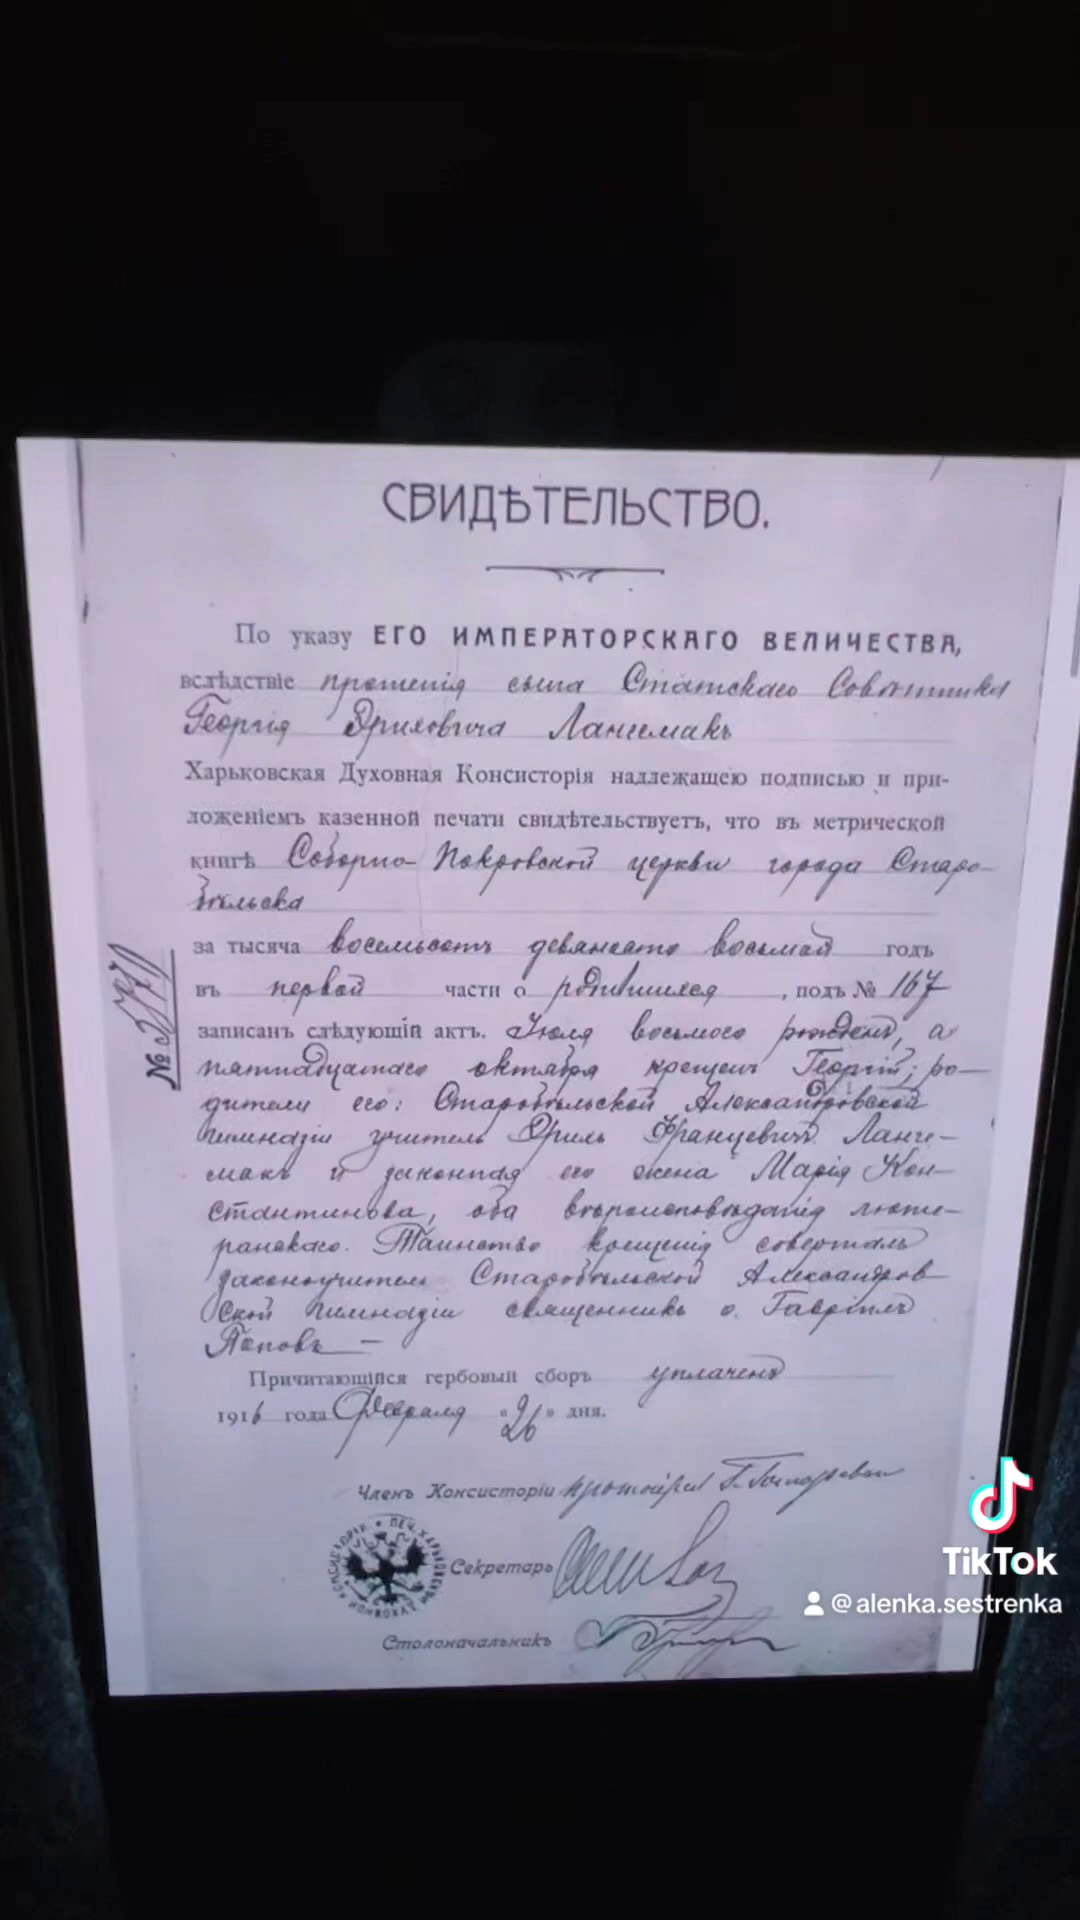 СВИДѢТЕЛЬСТВО.
По указу ЕГО ИМПЕРАТОРСКАГО ВЕЛИЧЕСТВА,
вслѣдствіе прошенія сына Статскаго Совѣтника
Георгія Эриховича Лангемакъ
Харьковская Духовная Консисторія надлежащею подписью и при-
ложеніемъ казенной печати свидѣтельствуетъ, что въ метрической
книгѣ Соборно-Покровской церкви города Старо-
бѣльска
за тысяча восемьсотъ девяносто восьмой годъ
въ первой части о родившихся, подъ № 167
записанъ слѣдующій актъ. Іюля восьмого рожденъ, а
пятнадцатаго октября крещенъ Георгій; ро-
дители его: Старобѣльской Александровской
гимназіи учитель Эрихъ Францевичъ Ланге-
макъ и законная его жена Марія Кон-
стантинова, оба вѣроисповѣданія люте-
ранскаго. Таинство крещенія совершалъ
законоучитель Старобѣльской Александров-
ской гимназіи священникъ о. Гавріилъ
Поповъ —
Причитающійся гербовый сборъ уплаченъ
1916 года Февраля «26» дня.
Членъ Консисторіи протоіерей
Секретарь
Столоначальникъ
TikTok
@alenka.sestrenka